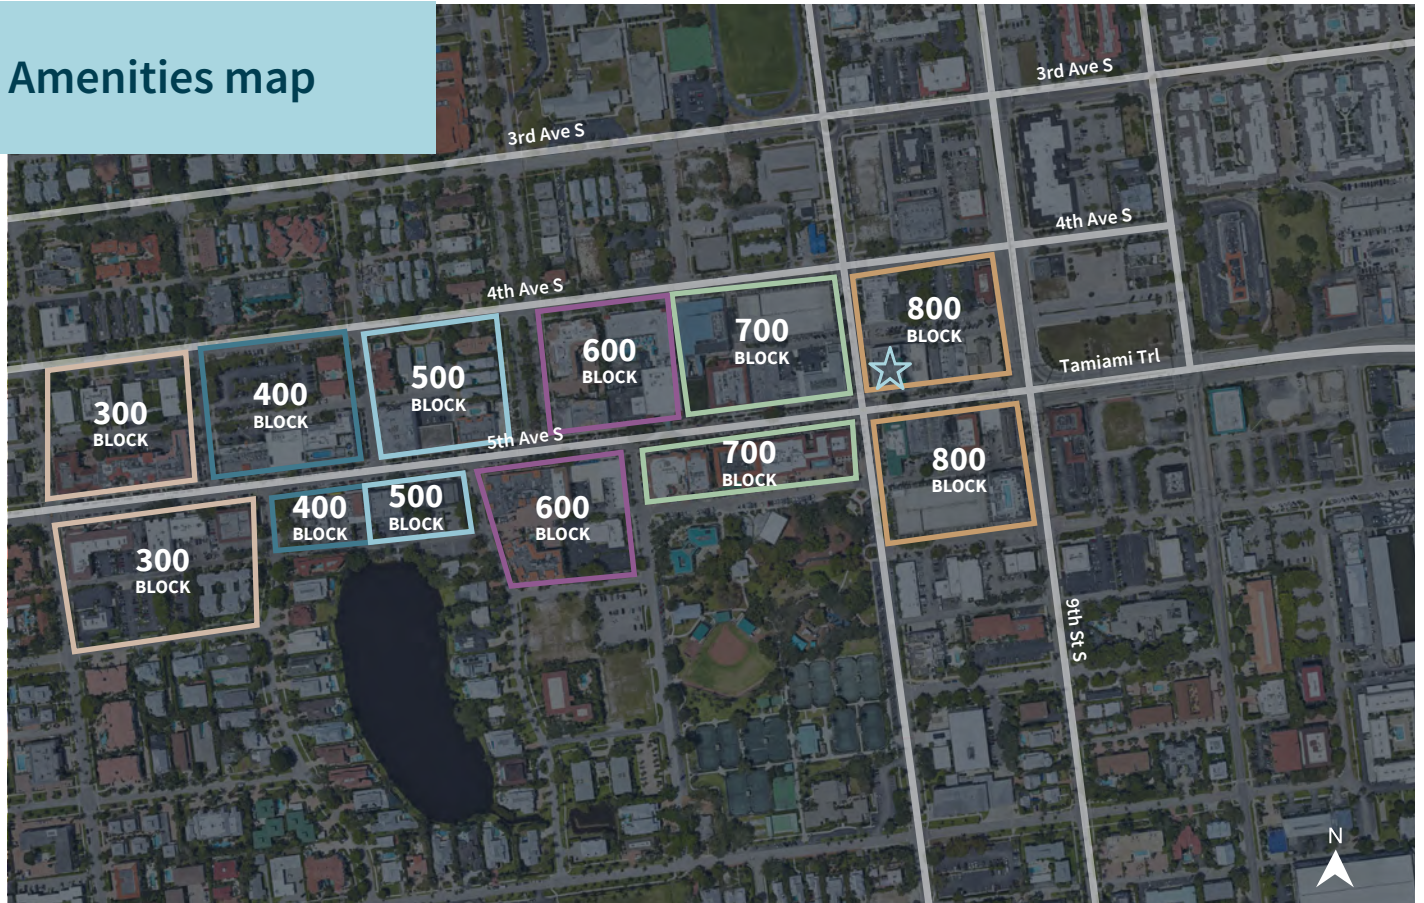 Amenities map
3rd Ave S
3rd Ave S
4th Ave S
4th Ave S
800
BLOCK
700
BLOCK
600
BLOCK
500
BLOCK
400
BLOCK
300
BLOCK
Tamiami Trl
5th Ave S
700
BLOCK
800
BLOCK
500
BLOCK
400
BLOCK
600
BLOCK
300
BLOCK
9th St S
N